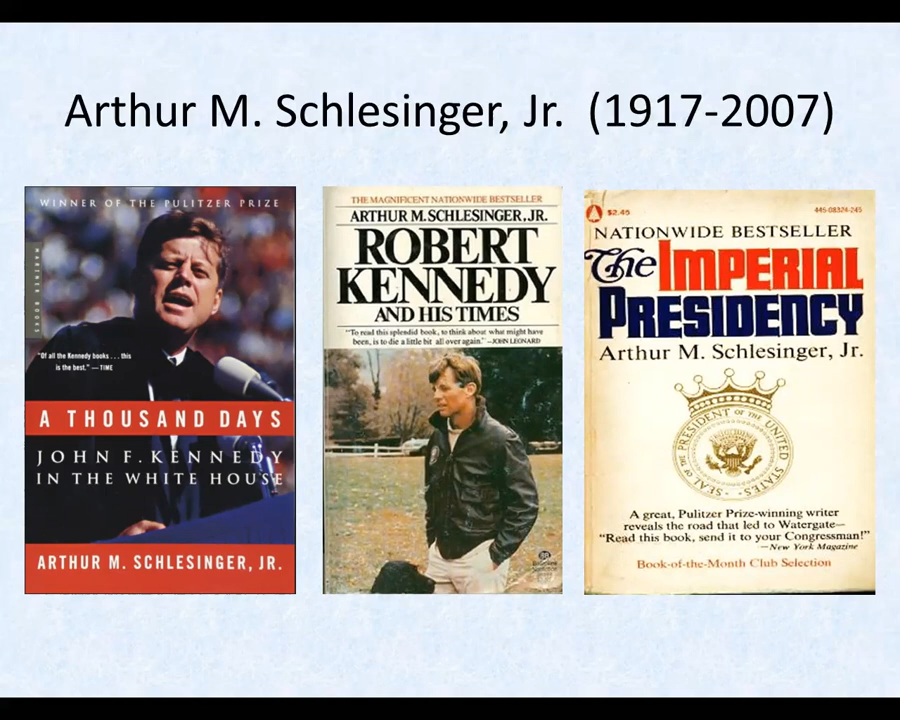 Arthur M. Schlesinger, Jr.  (1917-2007)
WINNER OF THE PULITZER PRIZE
MARINER BOOKS
"Of all the Kennedy books . . . this
is the best." —TIME
A THOUSAND DAYS
JOHN F. KENNEDY
IN THE WHITE HOUSE
ARTHUR M. SCHLESINGER, JR.
THE MAGNIFICENT NATIONWIDE BESTSELLER
ARTHUR M. SCHLESINGER, JR.
ROBERT
KENNEDY
AND HIS TIMES
"To read this splendid book, to think about what might have
been, is to die a little bit all over again." —JOHN LEONARD
$2.45
445-08324-245
NATIONWIDE BESTSELLER
The IMPERIAL
PRESIDENCY
Arthur M. Schlesinger, Jr.
SEAL OF THE PRESIDENT OF THE UNITED STATES
A great, Pulitzer Prize-winning writer
reveals the road that led to Watergate—
"Read this book, send it to your Congressman!"
—New York Magazine
Book-of-the-Month Club Selection